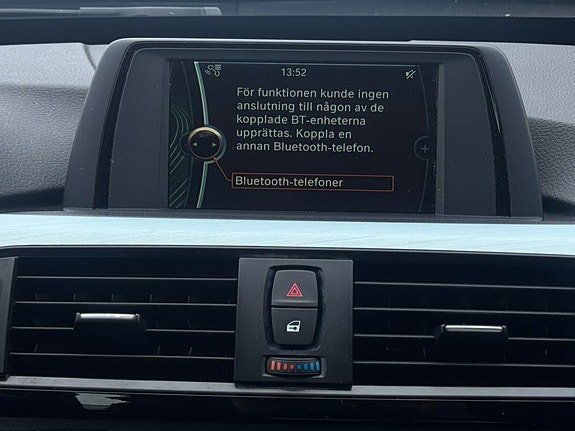 13:52
För funktionen kunde ingen
anslutning till någon av de
kopplade BT-enheterna
upprättas. Koppla en
annan Bluetooth-telefon.
Bluetooth-telefoner